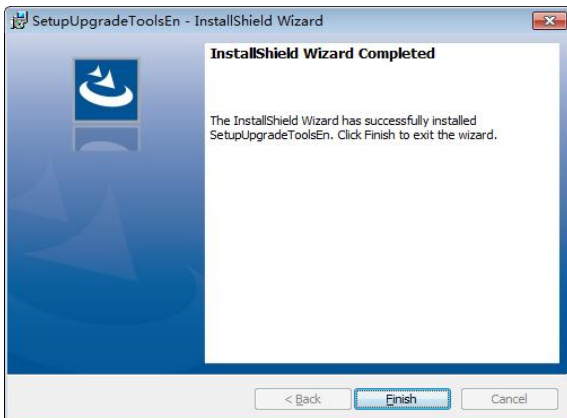 SetupUpgradeToolsEn - InstallShield Wizard
InstallShield Wizard Completed
The InstallShield Wizard has successfully installed
SetupUpgradeToolsEn. Click Finish to exit the wizard.
< Back
Finish
Cancel